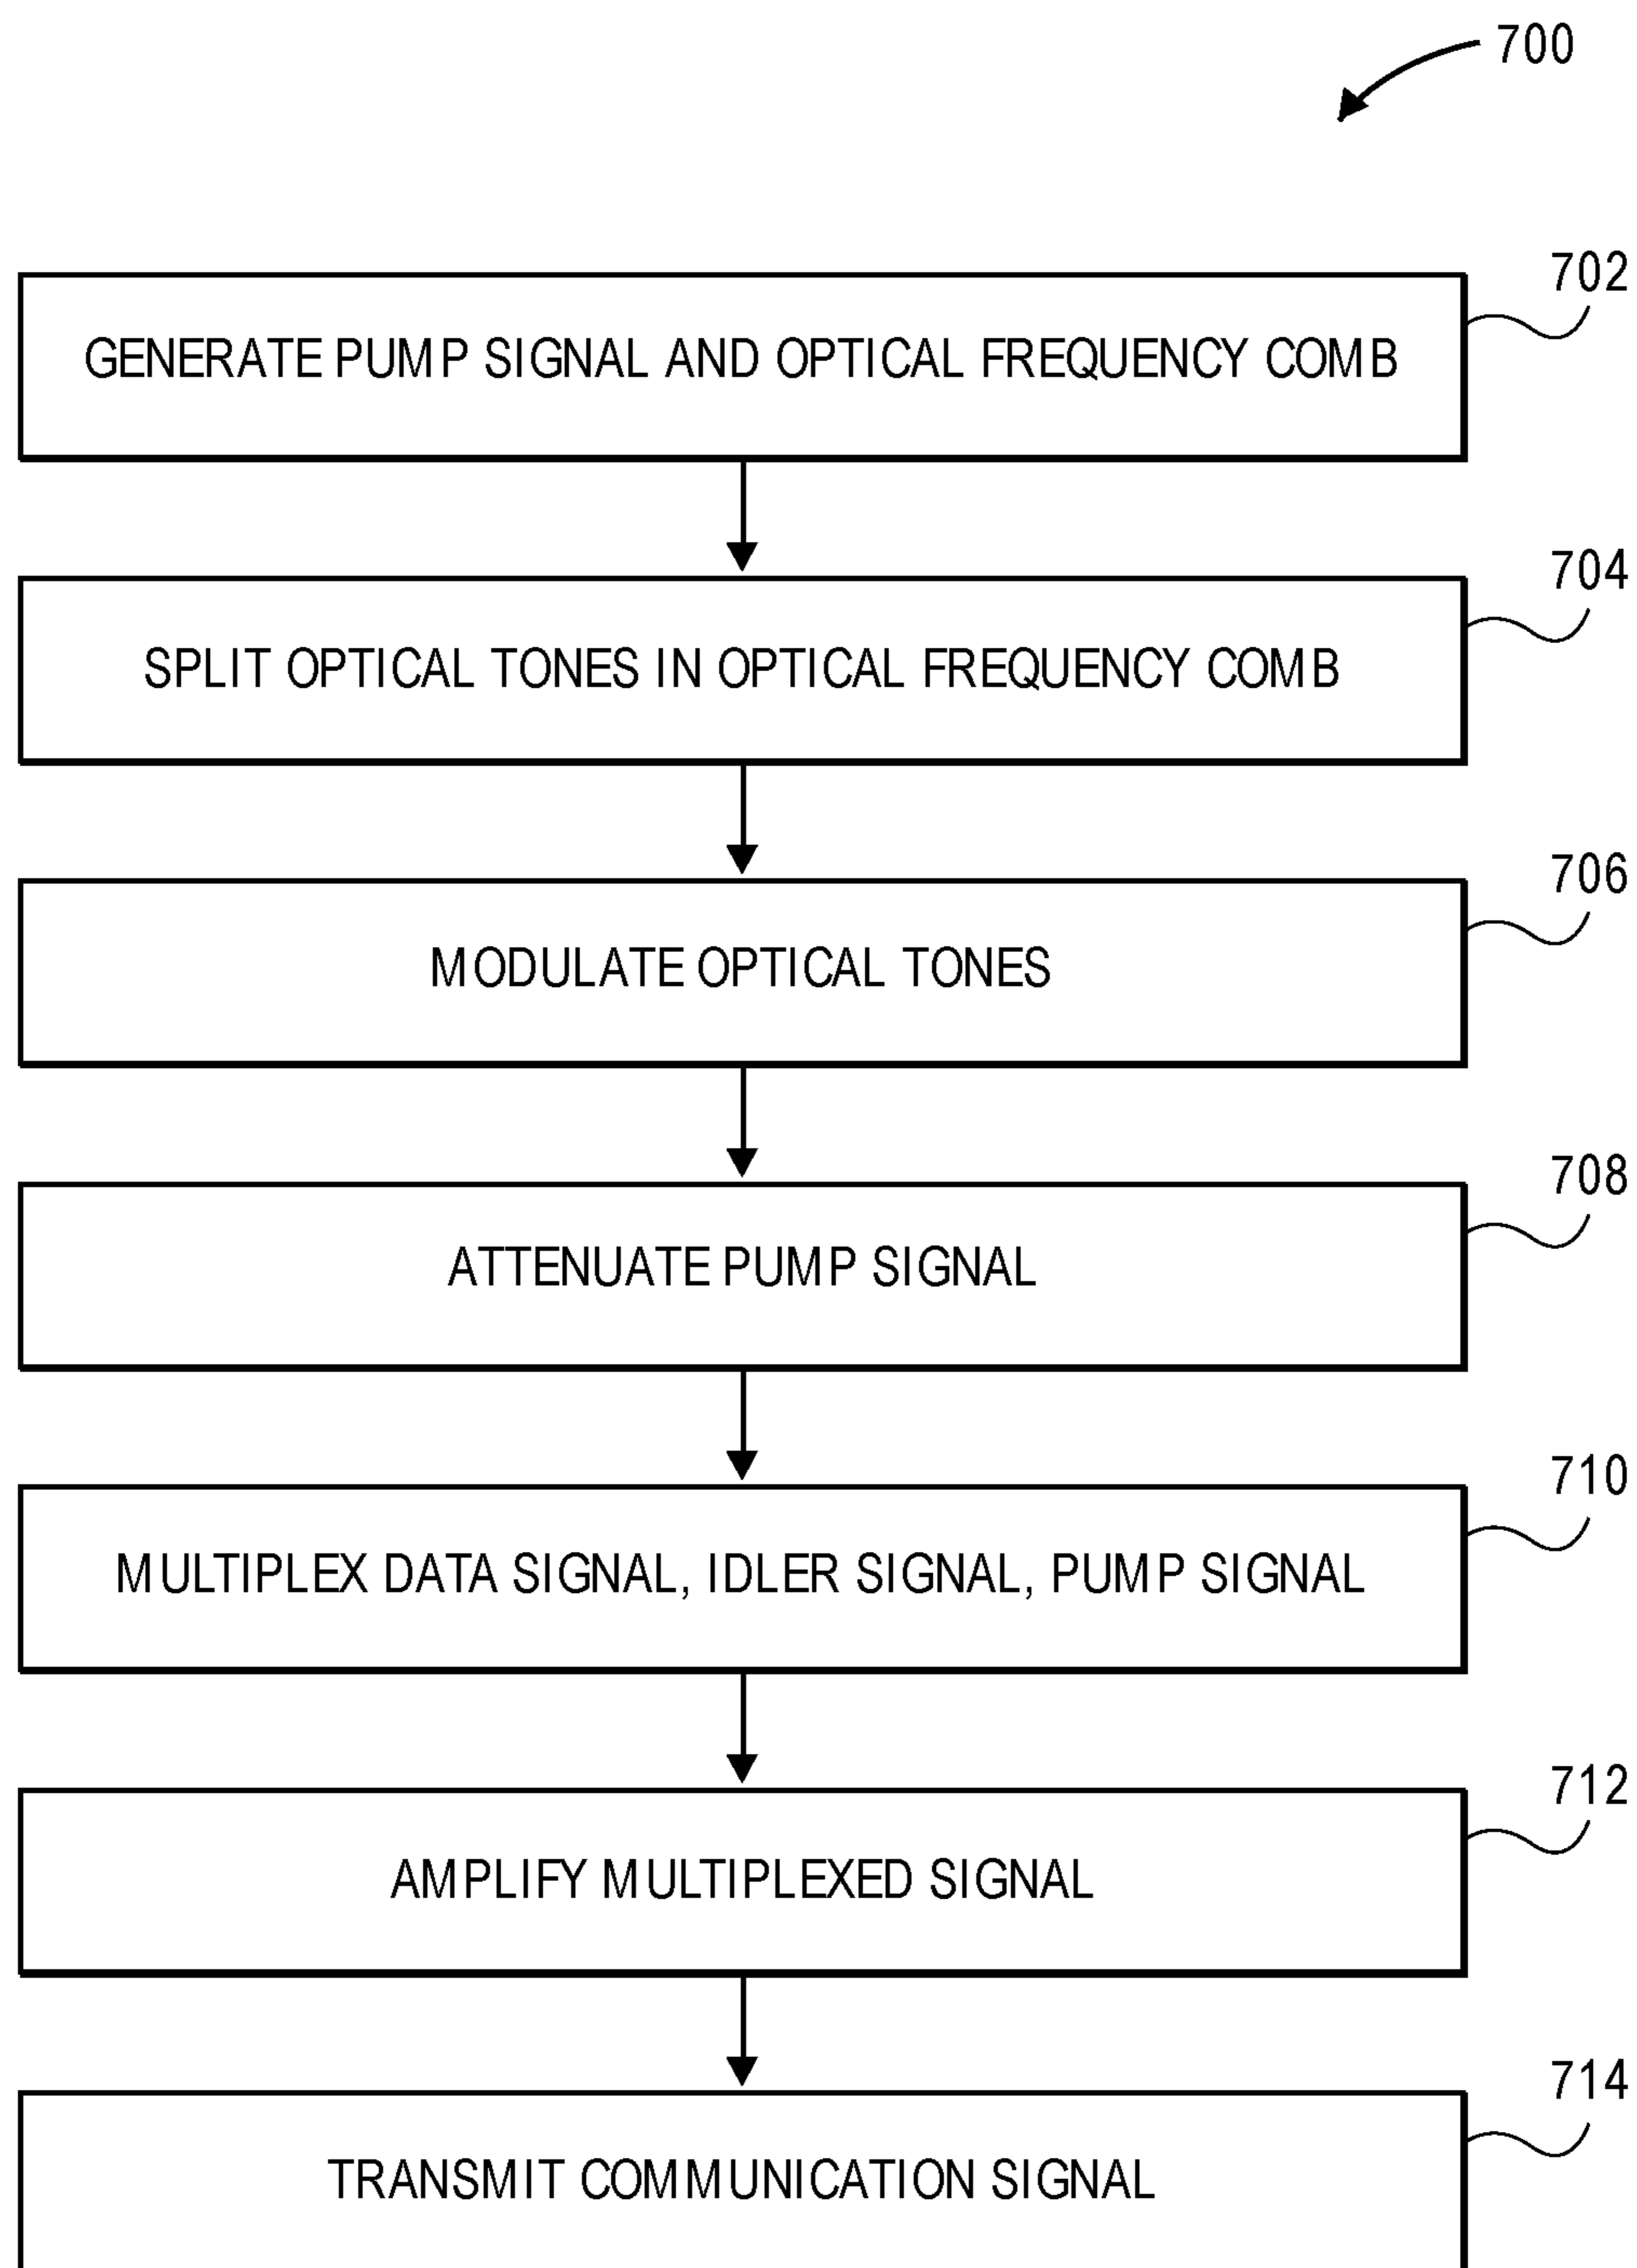 700
702
GENERATE PUMP SIGNAL AND OPTICAL FREQUENCY COMB
704
SPLIT OPTICAL TONES IN OPTICAL FREQUENCY COMB
706
MODULATE OPTICAL TONES
708
ATTENUATE PUMP SIGNAL
710
MULTIPLEX DATA SIGNAL, IDLER SIGNAL, PUMP SIGNAL
712
AMPLIFY MULTIPLEXED SIGNAL
714
TRANSMIT COMMUNICATION SIGNAL